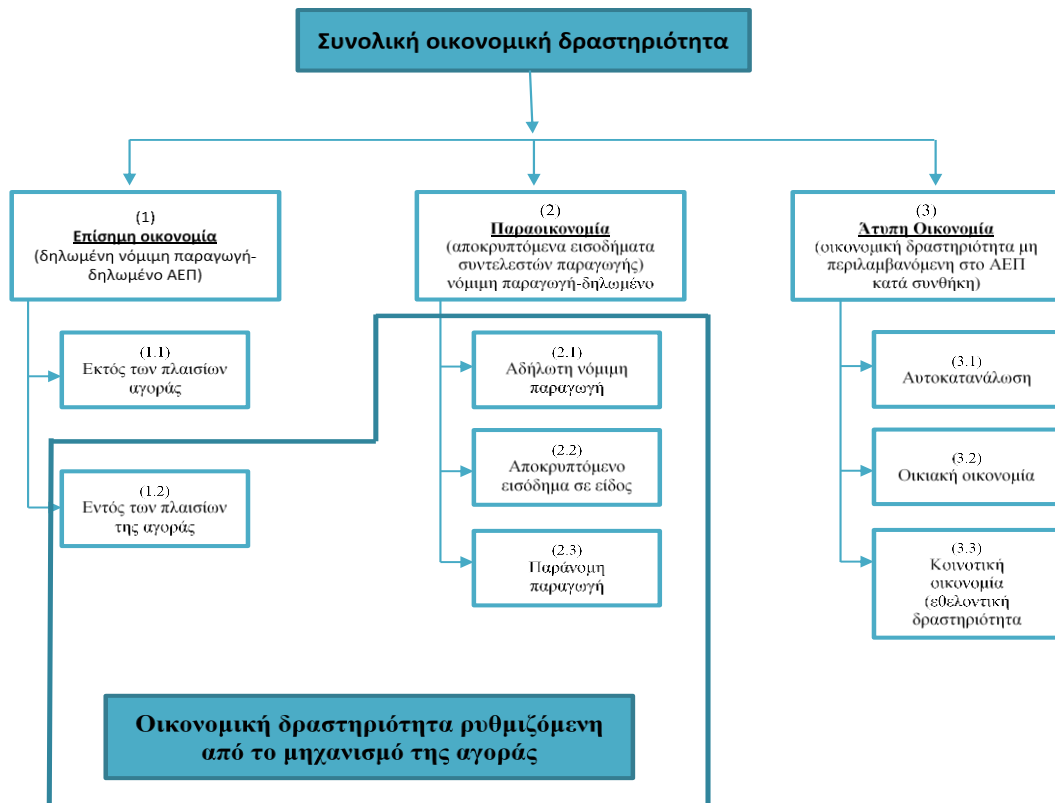 Συνολική οικονομική δραστηριότητα
(1)
Επίσημη οικονομία
(δηλωμένη νόμιμη παραγωγή-
δηλωμένο ΑΕΠ)
(1.1)
Εκτός των πλαισίων
αγοράς
(1.2)
Εντός των πλαισίων
της αγοράς
(2)
Παραοικονομία
(αποκρυπτόμενα εισοδήματα
συντελεστών παραγωγής)
νόμιμη παραγωγή-δηλωμένο
(2.1)
Αδήλωτη νόμιμη
παραγωγή
(2.2)
Αποκρυπτόμενο
εισόδημα σε είδος
(2.3)
Παράνομη
παραγωγή
(3)
Άτυπη Οικονομία
(οικονομική δραστηριότητα μη
περιλαμβανόμενη στο ΑΕΠ
κατά συνθήκη)
(3.1)
Αυτοκατανάλωση
(3.2)
Οικιακή οικονομία
(3.3)
Κοινοτική
οικονομία
(εθελοντική
δραστηριότητα
Οικονομική δραστηριότητα ρυθμιζόμενη
από το μηχανισμό της αγοράς